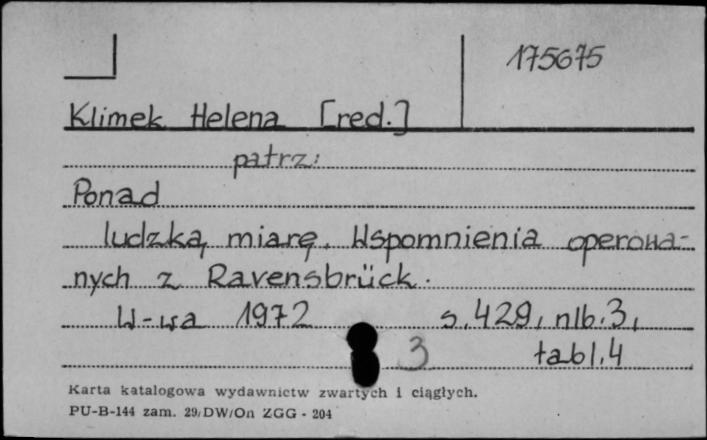 175675
Klimek Helena [red.]
patrz:
Ponad
ludzką miarę. Wspomnienia operowa-
nych z Ravensbrück.
W-wa 1972 s. 429, nlb. 3,
3 tabl. 4
Karta katalogowa wydawnictw zwartych i ciągłych.
PU-B-144 zam. 29/DW/On ZGG - 204